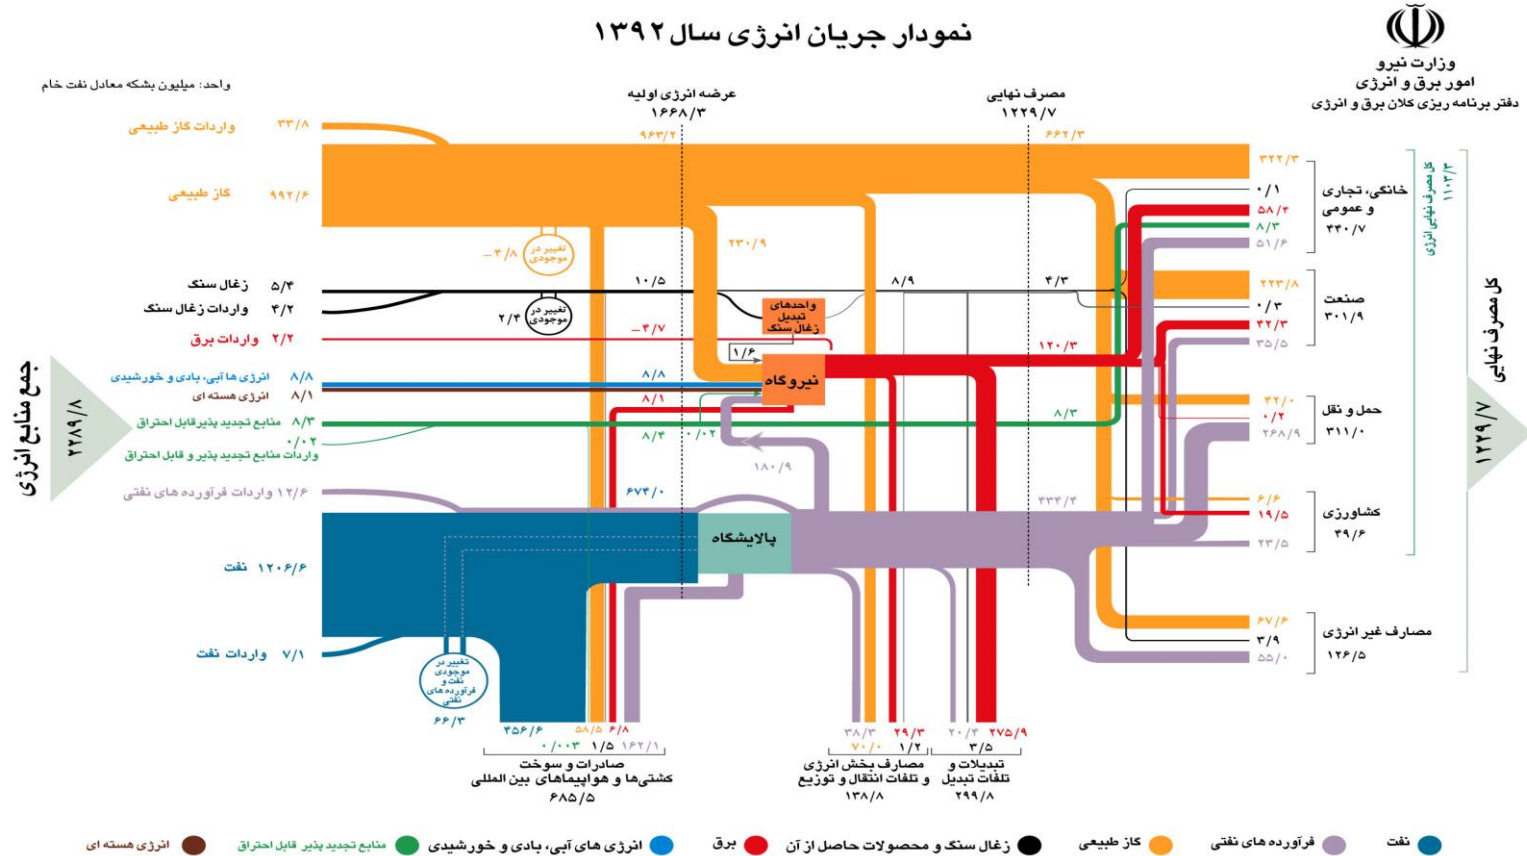 نمودار جریان انرژی سال ۱۳۹۲
وزارت نیرو
امور برق و انرژی
دفتر برنامه ریزی کلان برق و انرژی
واحد: میلیون بشکه معادل نفت خام
عرضه انرژی اولیه
۱۶۶۸/۳
مصرف نهایی
۱۲۲۹/۷
واردات گاز طبیعی ۳۳/۸
گاز طبیعی ۹۹۲/۶
زغال سنگ ۵/۴
واردات زغال سنگ ۴/۲
واردات برق ۲/۲
انرژی ها آبی، بادی و خورشیدی ۸/۸
انرژی هسته ای ۸/۱
منابع تجدید پذیرقابل احتراق ۸/۳
۰/۰۲
واردات منابع تجدید پذیر و قابل احتراق
واردات فرآورده های نفتی ۱۲/۶
نفت ۱۲۰۶/۶
واردات نفت ۷/۱
جمع منابع انرژی
۲۲۸۹/۸
۹۶۳/۲
۶۶۲/۳
تغییر در
موجودی
−۴/۸
۲۳۰/۹
۱۰/۵
تغییر در
موجودی
۲/۴
واحدهای
تبدیل
زغال سنگ
۸/۹
۴/۳
−۴/۷
۱/۶
نیروگاه
۱۲۰/۳
۸/۸
۸/۱
۸/۴
۰/۰۲
۸/۳
۱۸۰/۹
۶۷۴/۰
پالایشگاه
۴۳۴/۴
تغییر در
موجودی
نفت و
فرآورده های
نفتی
۶۶/۳
۴۵۶/۶
۵۸/۵
۶/۸
۰/۰۰۳
۱/۵
۱۶۲/۱
صادرات و سوخت
کشتی‌ها و هواپیماهای بین المللی
۶۸۵/۵
۳۸/۳
۲۹/۳
۷۰/۰
۱/۲
مصارف بخش انرژی
و تلفات انتقال و توزیع
۱۳۸/۸
۲۰/۴
۲۷۵/۹
۳/۵
تبدیلات و
تلفات تبدیل
۲۹۹/۸
۳۲۲/۳
۰/۱
۵۸/۴
۸/۳
۵۱/۶
خانگی، تجاری
و عمومی
۴۴۰/۷
۲۲۳/۸
۰/۳
۴۲/۳
۳۵/۵
صنعت
۳۰۱/۹
۴۲/۰
۰/۲
۲۶۸/۹
حمل و نقل
۳۱۱/۰
۶/۶
۱۹/۵
۲۳/۵
کشاورزی
۴۹/۶
۶۷/۶
۳/۹
۵۵/۰
مصارف غیر انرژی
۱۲۶/۵
کل مصرف نهایی انرژی
۱۱۰۳/۳
کل مصرف نهایی
۱۲۲۹/۷
نفت
فرآورده های نفتی
گاز طبیعی
زغال سنگ و محصولات حاصل از آن
برق
انرژی های آبی، بادی و خورشیدی
منابع تجدید پذیر قابل احتراق
انرژی هسته ای